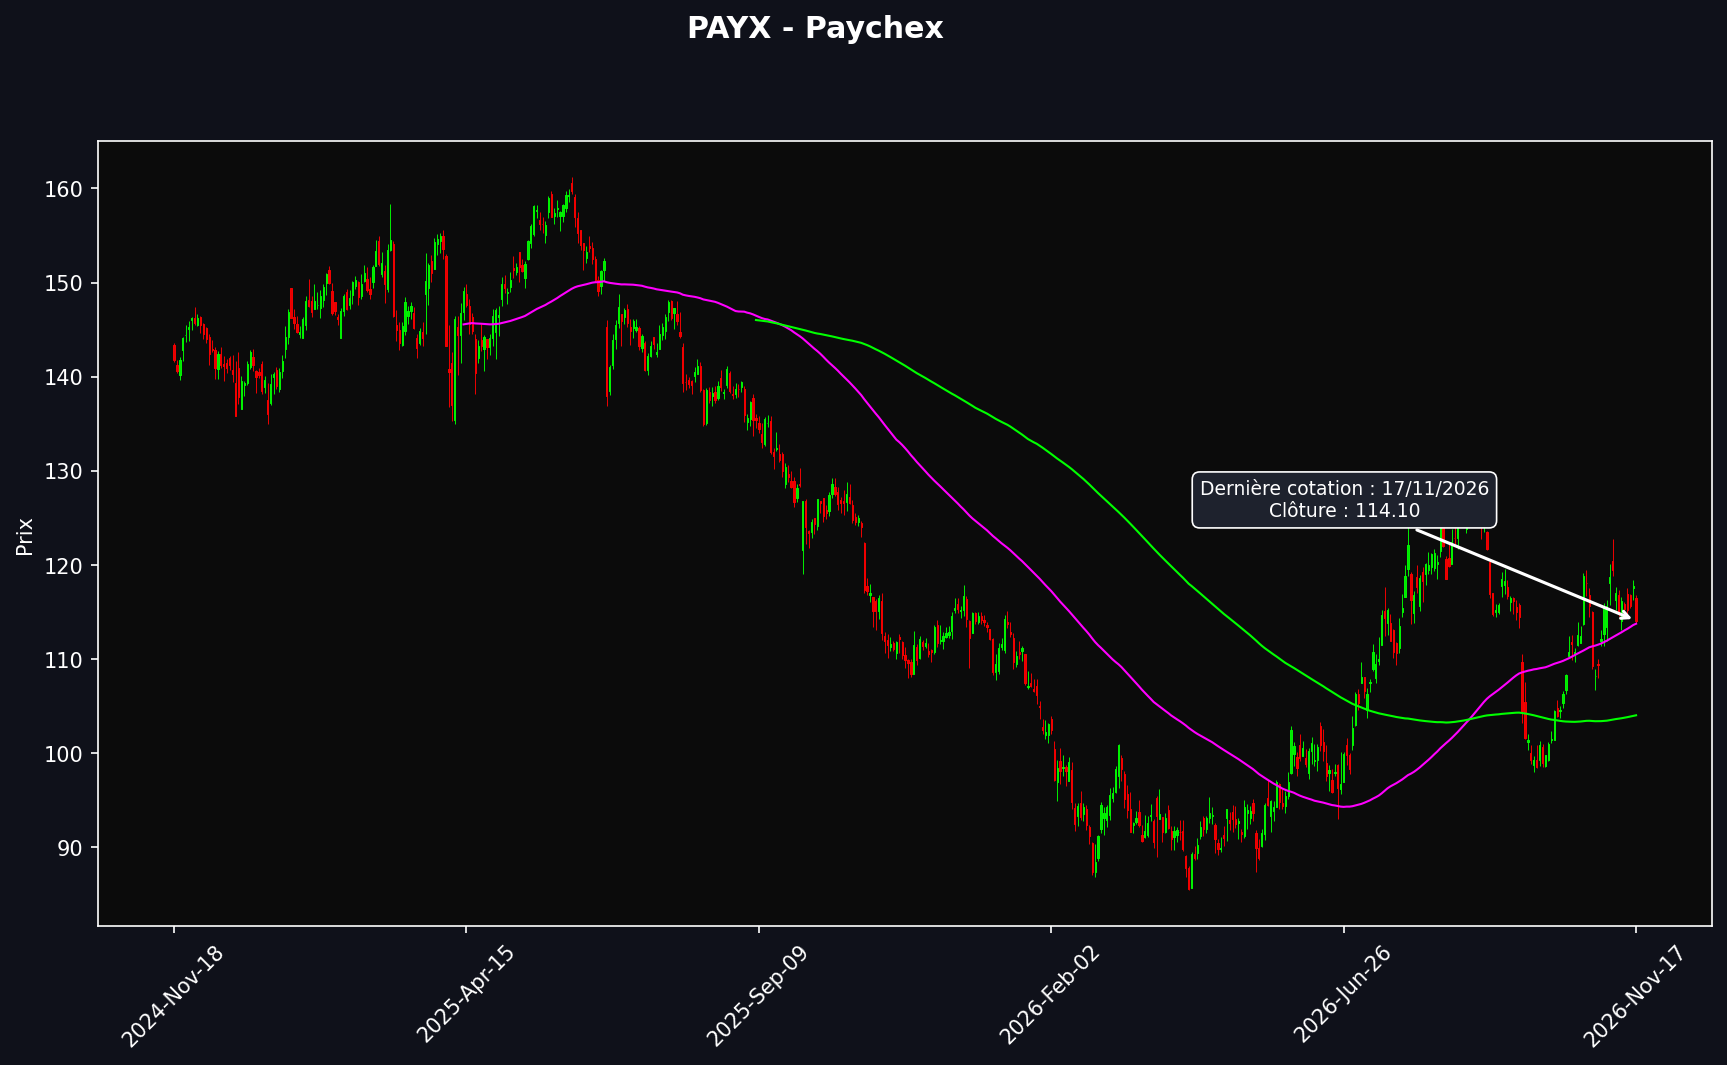 PAYX - Paychex
Prix
160
150
140
130
120
110
100
90
Dernière cotation : 17/11/2026
Clôture : 114.10
2024-Nov-18
2025-Apr-15
2025-Sep-09
2026-Feb-02
2026-Jun-26
2026-Nov-17